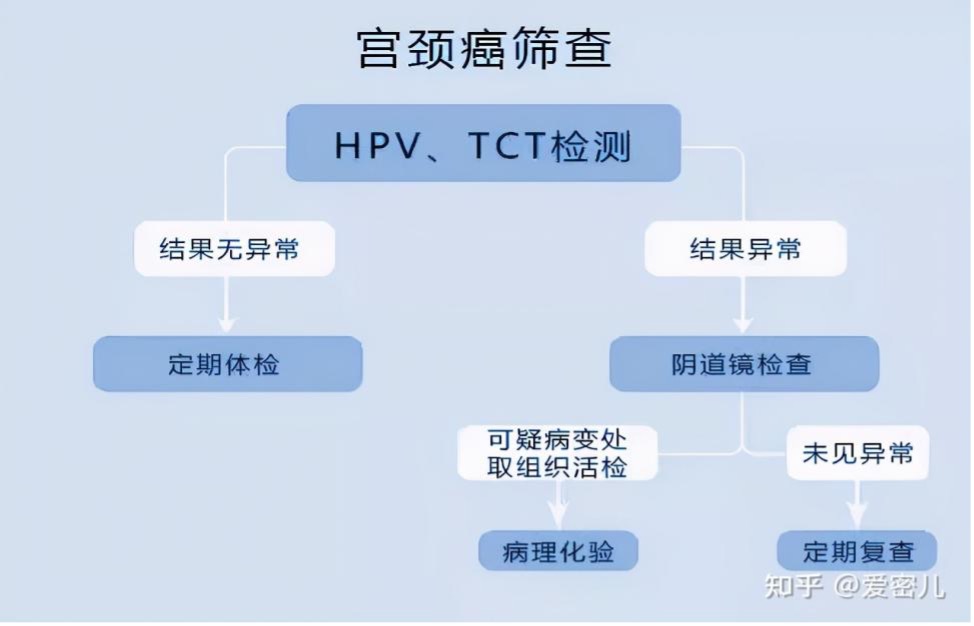 宫颈癌筛查
HPV、TCT检测
结果无异常
结果异常
定期体检
阴道镜检查
可疑病变处
取组织活检
未见异常
病理化验
定期复查
知乎 @爱密儿